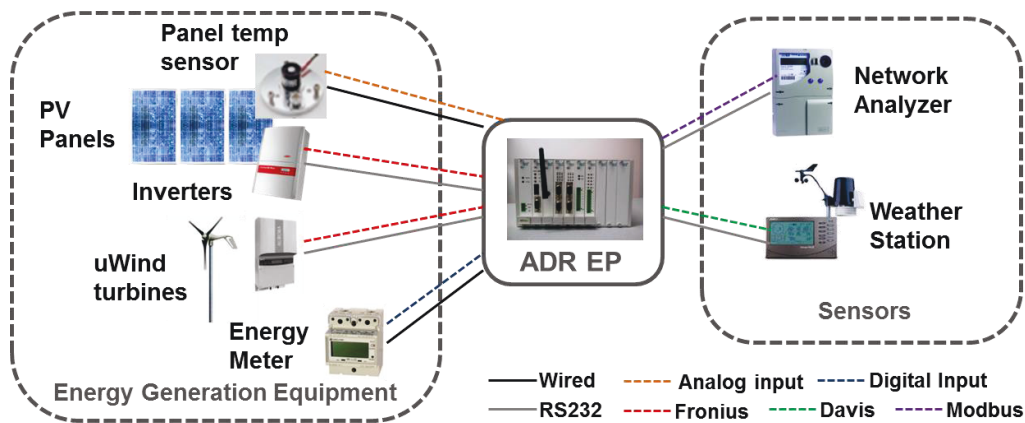 Panel temp
sensor
PV
Panels
Inverters
uWind
turbines
Energy
Meter
Energy Generation Equipment
ADR EP
Network
Analyzer
Weather
Station
Sensors
Wired
Analog input
Digital Input
RS232
Fronius
Davis
Modbus